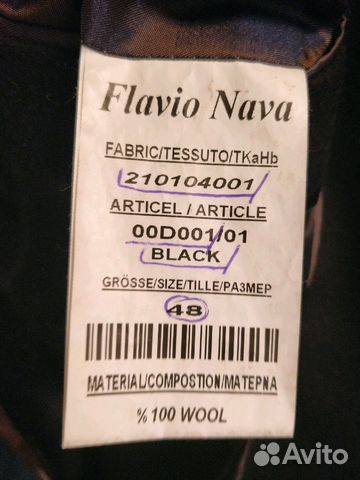 Flavio Nava
FABRIC/TESSUTO/TKaHb
210104001
ARTICEL / ARTICLE
00D001/01
BLACK
GRÖSSE/SIZE/TILLE/PA3MEP
48
MATERIAL/COMPOSTION/MATEPNA
% 100 WOOL
Avito